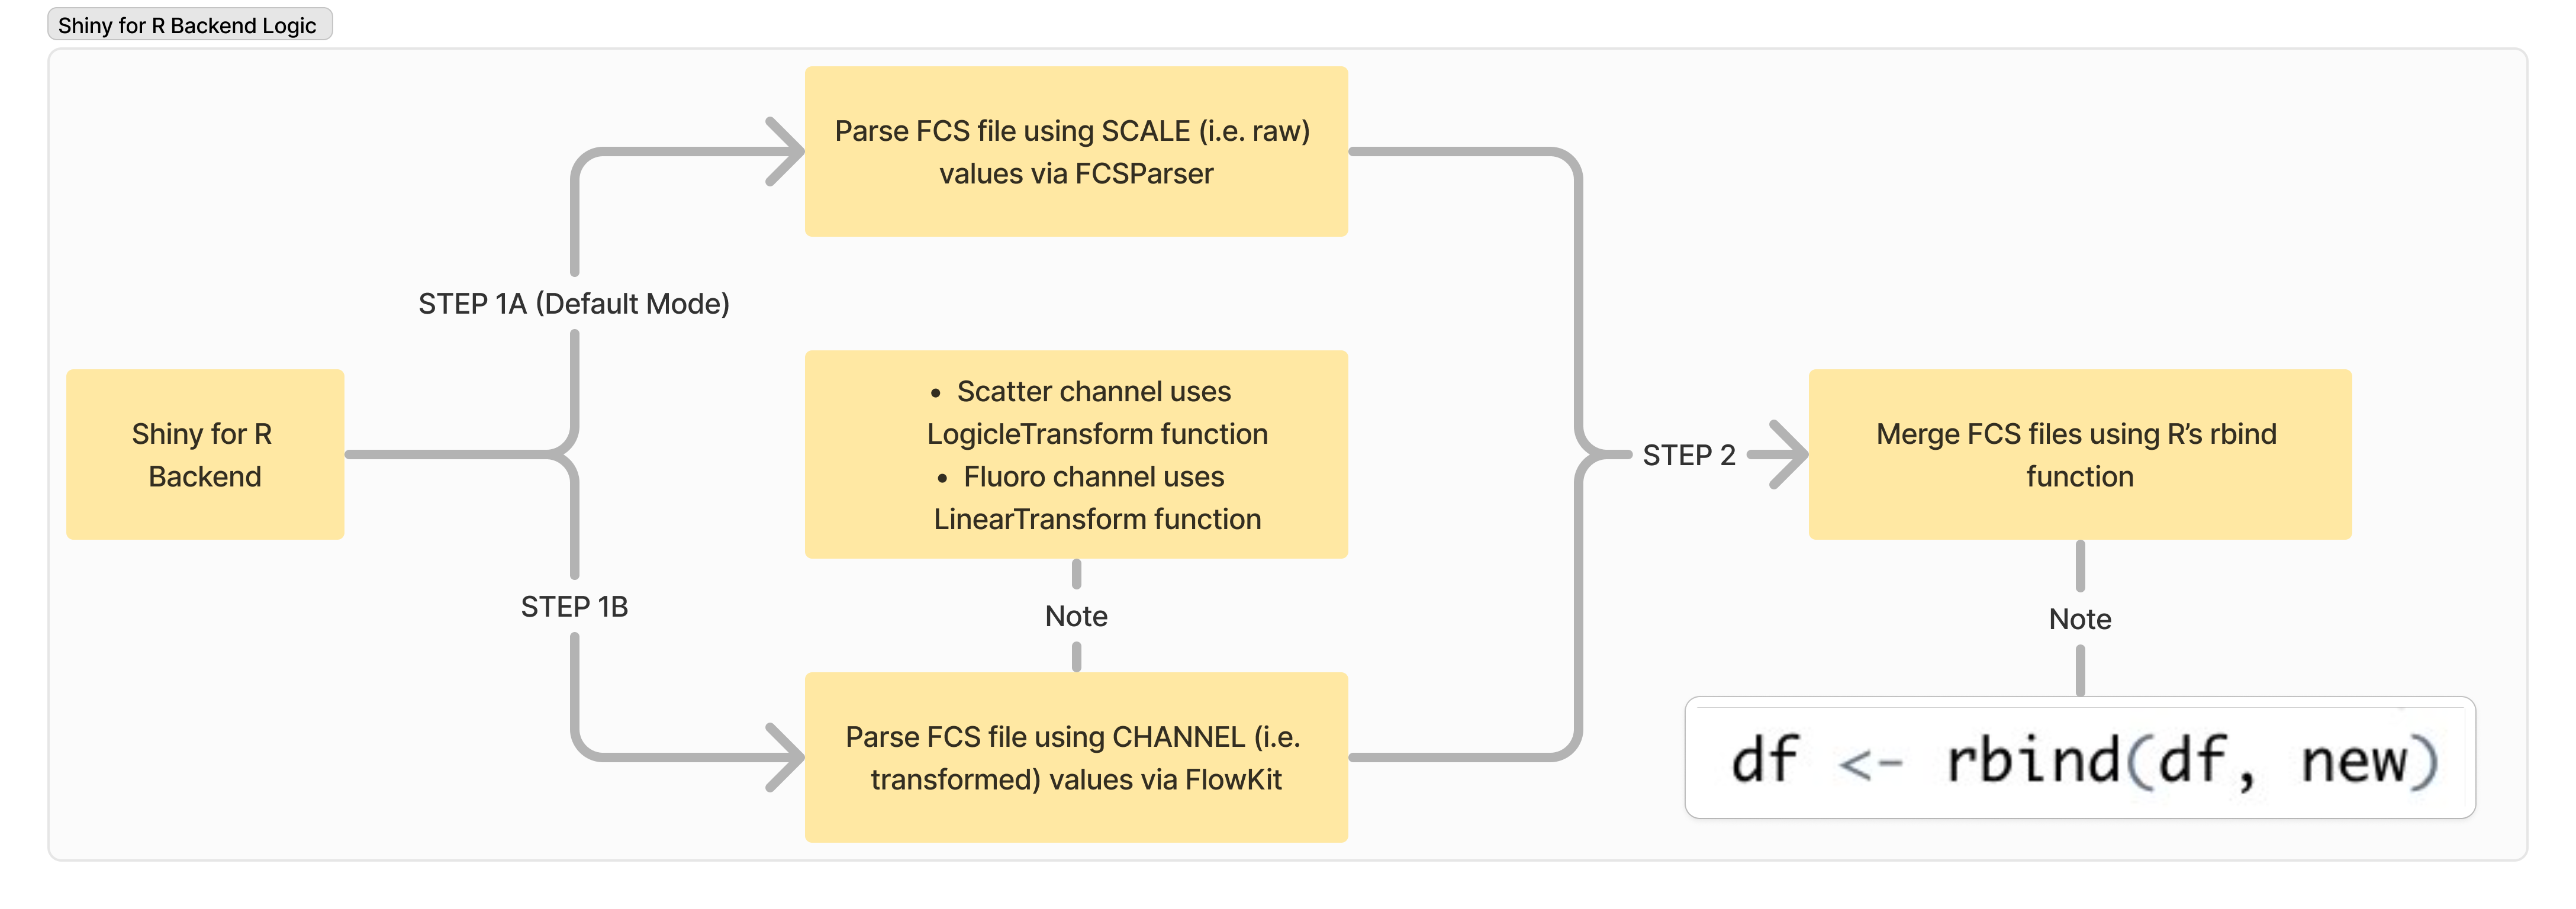 Shiny for R Backend Logic
Parse FCS file using SCALE (i.e. raw)
values via FCSParser
STEP 1A (Default Mode)
Shiny for R
Backend
• Scatter channel uses
LogicleTransform function
• Fluoro channel uses
LinearTransform function
STEP 2
Merge FCS files using R’s rbind
function
STEP 1B
Note
Note
Parse FCS file using CHANNEL (i.e.
transformed) values via FlowKit
df <- rbind(df, new)